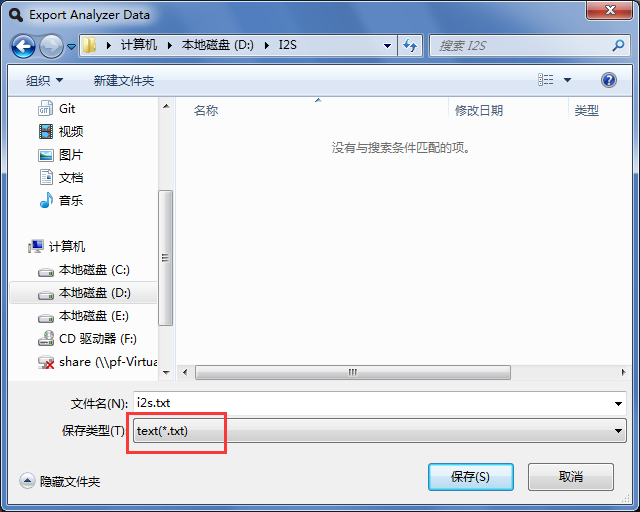 Export Analyzer Data
计算机 本地磁盘 (D:) I2S
搜索 I2S
组织 新建文件夹
名称 修改日期 类型
没有与搜索条件匹配的项。
Git
视频
图片
文档
音乐
计算机
本地磁盘 (C:)
本地磁盘 (D:)
本地磁盘 (E:)
CD 驱动器 (F:)
share (\\pf-Virtua
文件名(N): i2s.txt
保存类型(T): text(*.txt)
隐藏文件夹 保存(S) 取消